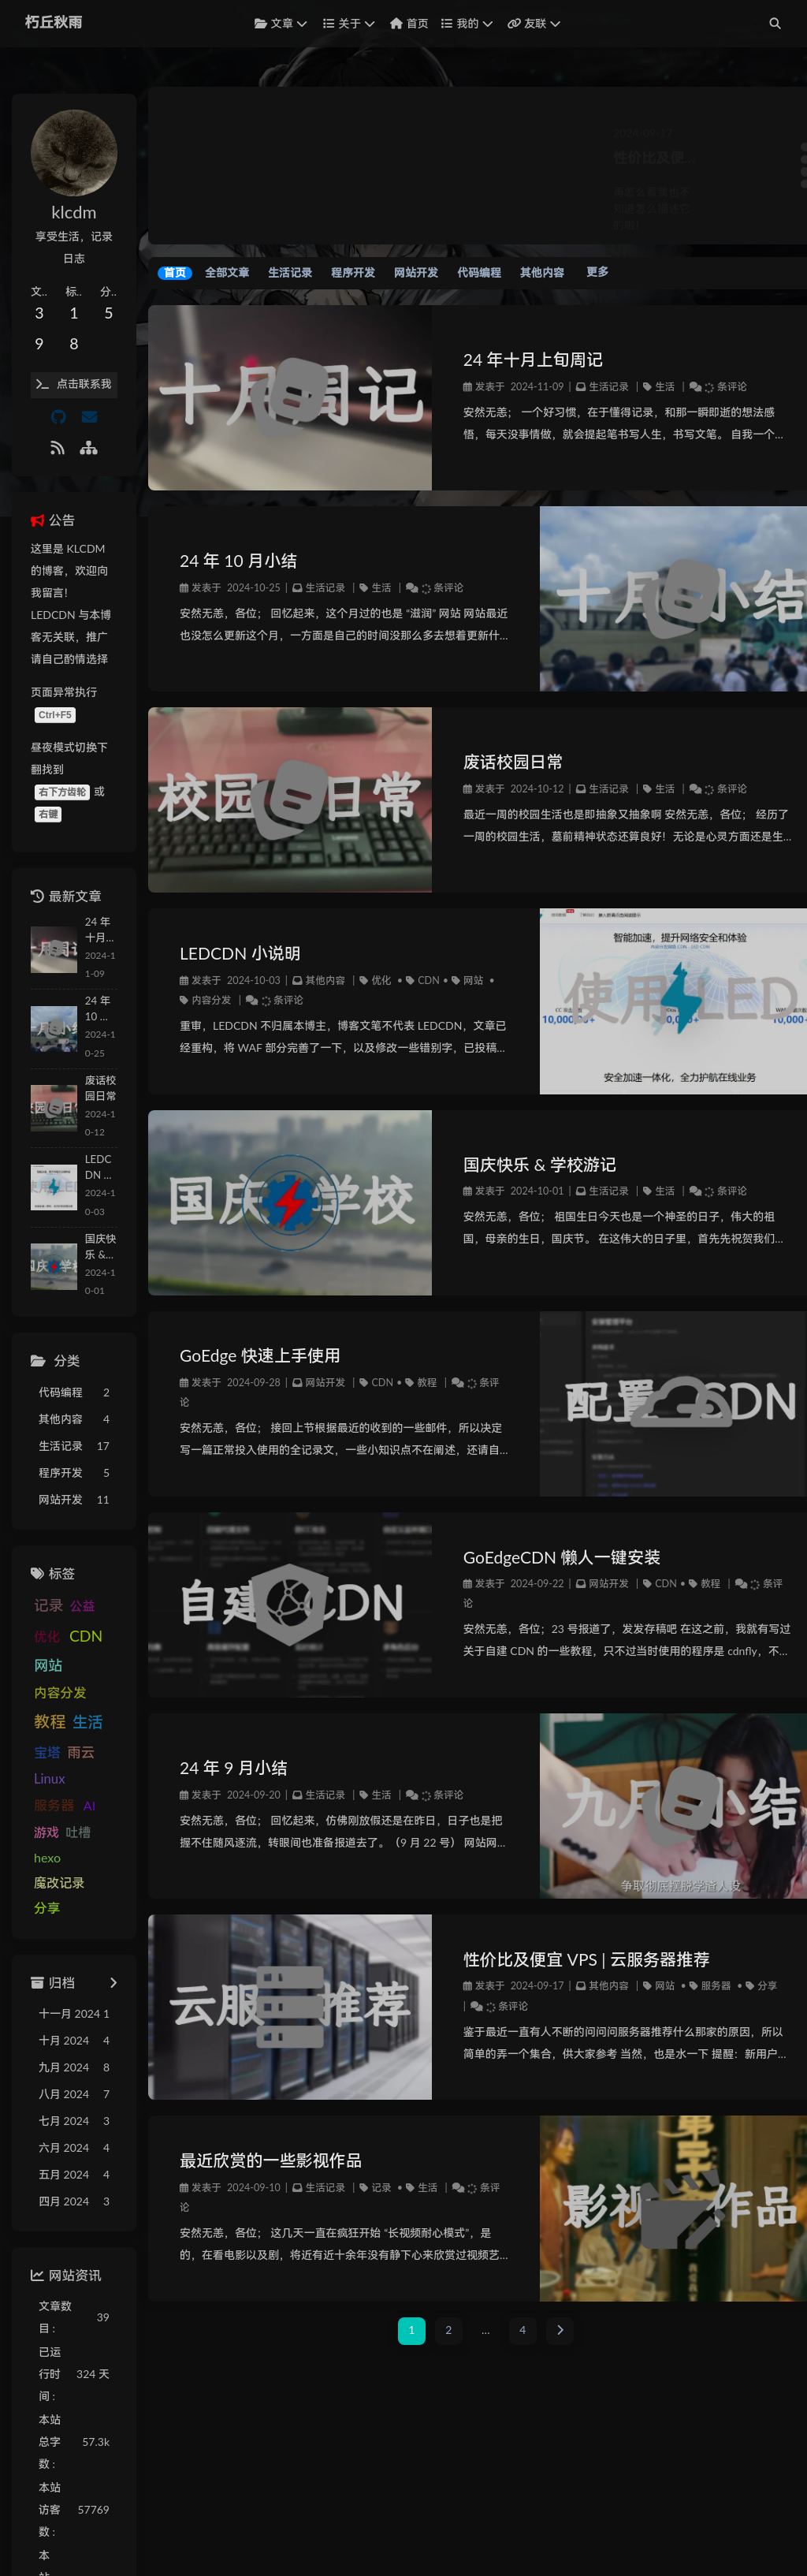 朽丘秋雨
文章
关于
首页
我的
友联
klcdm
享受生活，记录
日志
文..
标..
分..
3
1
5
9
8
点击联系我
公告
这里是 KLCDM
的博客，欢迎向
我留言！
LEDCDN 与本博
客无关联，推广
请自己酌情选择
页面异常执行
Ctrl+F5
昼夜模式切换下
翻找到
右下方齿轮 或
右键
最新文章
24 年
十月...
2024-1
1-09
24 年
10 ...
2024-1
0-25
废话校
园日常
2024-1
0-12
LEDC
DN ...
2024-1
0-03
国庆快
乐 &...
2024-1
0-01
分类
代码编程 2
其他内容 4
生活记录 17
程序开发 5
网站开发 11
标签
记录 公益
优化 CDN
网站
内容分发
教程 生活
宝塔 雨云
Linux
服务器 AI
游戏 吐槽
hexo
魔改记录
分享
归档
十一月 2024 1
十月 2024 4
九月 2024 8
八月 2024 7
七月 2024 3
六月 2024 4
五月 2024 4
四月 2024 3
网站资讯
文章数
目 :
39
已运
行时
间 :
324 天
本站
总字
数 :
57.3k
本站
访客
数 :
57769
本
站
2024-09-17
性价比及便...
首页 全部文章 生活记录 程序开发 网站开发 代码编程 其他内容 更多
十月周记
24 年十月上旬周记
发表于 2024-11-09 | 生活记录 | 生活 | 条评论
安然无恙； 一个好习惯，在于懂得记录，和那一瞬即逝的想法感
悟，每天没事情做，就会提起笔书写人生，书写文笔。 自我一个...
24 年 10 月小结
发表于 2024-10-25 | 生活记录 | 生活 | 条评论
安然无恙，各位； 回忆起来，这个月过的也是 “滋润” 网站 网站最近
也没怎么更新这个月，一方面是自己的时间没那么多去想着更新什...
十月小结
校园日常
废话校园日常
发表于 2024-10-12 | 生活记录 | 生活 | 条评论
最近一周的校园生活也是即抽象又抽象啊 安然无恙，各位； 经历了
一周的校园生活，墓前精神状态还算良好！无论是心灵方面还是生...
LEDCDN 小说明
发表于 2024-10-03 | 其他内容 | 优化 • CDN • 网站 •
内容分发 | 条评论
重审，LEDCDN 不归属本博主，博客文笔不代表 LEDCDN，文章已
经重构，将 WAF 部分完善了一下，以及修改一些错别字，已投稿...
智能加速，提升网络安全和体验
使用 LED
10,000,00+
10,000+
安全加速一体化，全力护航在线业务
国庆 学校
国庆快乐 & 学校游记
发表于 2024-10-01 | 生活记录 | 生活 | 条评论
安然无恙，各位； 祖国生日今天也是一个神圣的日子，伟大的祖
国，母亲的生日，国庆节。 在这伟大的日子里，首先先祝贺我们...
GoEdge 快速上手使用
发表于 2024-09-28 | 网站开发 | CDN • 教程 | 条评
论
安然无恙，各位； 接回上节根据最近的收到的一些邮件，所以决定
写一篇正常投入使用的全记录文，一些小知识点不在阐述，还请自...
配置CDN
自建CDN
GoEdgeCDN 懒人一键安装
发表于 2024-09-22 | 网站开发 | CDN • 教程 | 条评
论
安然无恙，各位；23 号报道了，发发存稿吧 在这之前，我就有写过
关于自建 CDN 的一些教程，只不过当时使用的程序是 cdnfly，不...
24 年 9 月小结
发表于 2024-09-20 | 生活记录 | 生活 | 条评论
安然无恙，各位； 回忆起来，仿佛刚放假还是在昨日，日子也是把
握不住随风逐流，转眼间也准备报道去了。（9 月 22 号） 网站网...
九月小结
争取彻底摆脱学渣人设
云服 推荐
性价比及便宜 VPS | 云服务器推荐
发表于 2024-09-17 | 其他内容 | 网站 • 服务器 • 分享
| 条评论
鉴于最近一直有人不断的问问问服务器推荐什么那家的原因，所以
简单的弄一个集合，供大家参考 当然，也是水一下 提醒：新用户...
最近欣赏的一些影视作品
发表于 2024-09-10 | 生活记录 | 记录 • 生活 | 条评
论
安然无恙，各位； 这几天一直在疯狂开始 “长视频耐心模式”，是
的，在看电影以及剧，将近有近十余年没有静下心来欣赏过视频艺...
影视 作品
1 2 ... 4